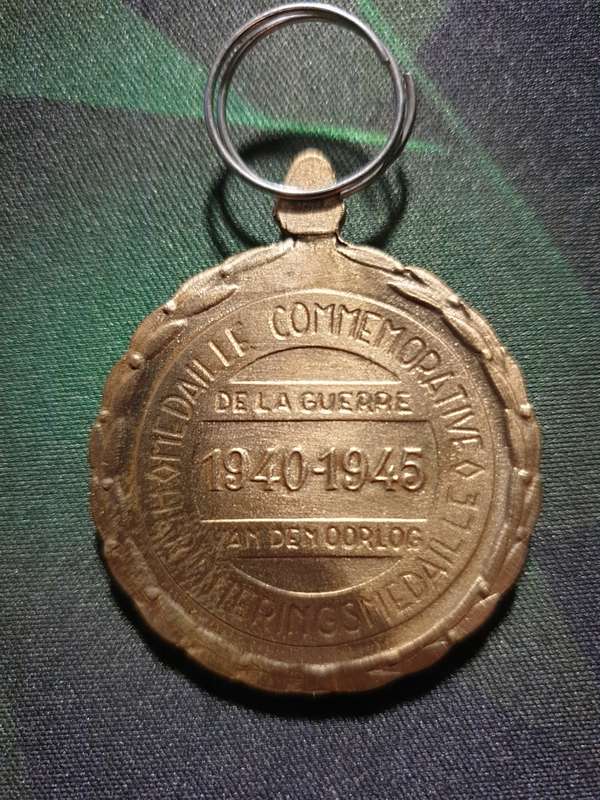 MEDAILLE COMMEMORATIVE
DE LA GUERRE
1940-1945
VAN DEN OORLOG
HERINNERINGSMEDAILLE